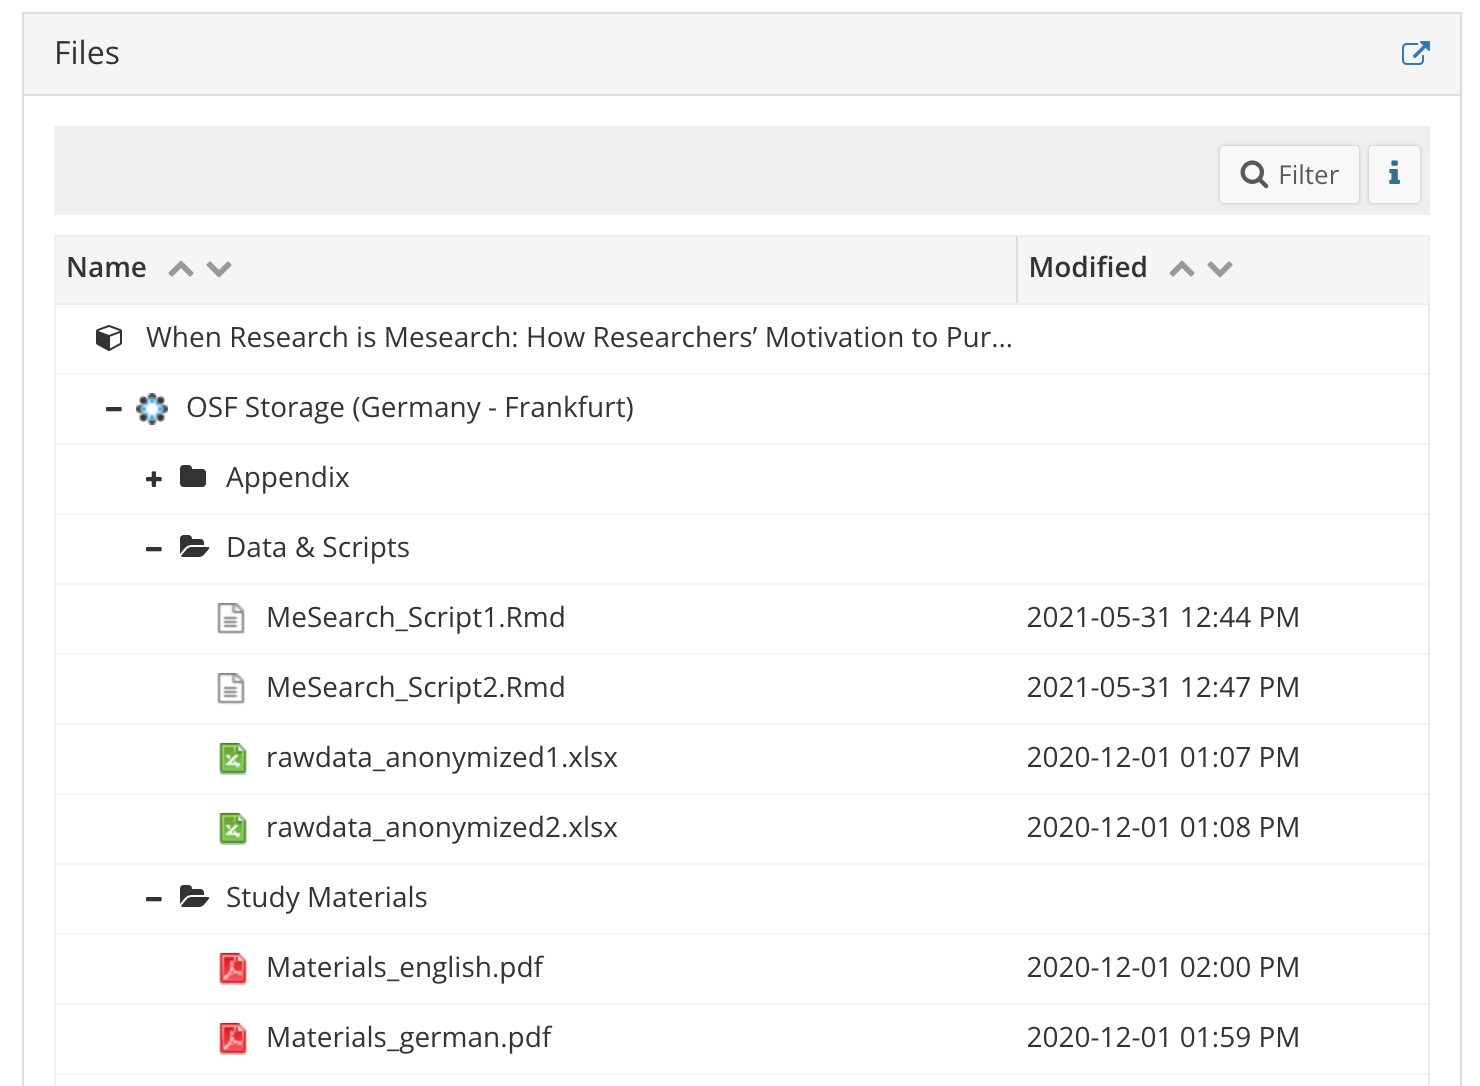 Files
Filter
Name Modified
When Research is Mesearch: How Researchers’ Motivation to Pur...
OSF Storage (Germany - Frankfurt)
Appendix
Data & Scripts
MeSearch_Script1.Rmd 2021-05-31 12:44 PM
MeSearch_Script2.Rmd 2021-05-31 12:47 PM
rawdata_anonymized1.xlsx 2020-12-01 01:07 PM
rawdata_anonymized2.xlsx 2020-12-01 01:08 PM
Study Materials
Materials_english.pdf 2020-12-01 02:00 PM
Materials_german.pdf 2020-12-01 01:59 PM